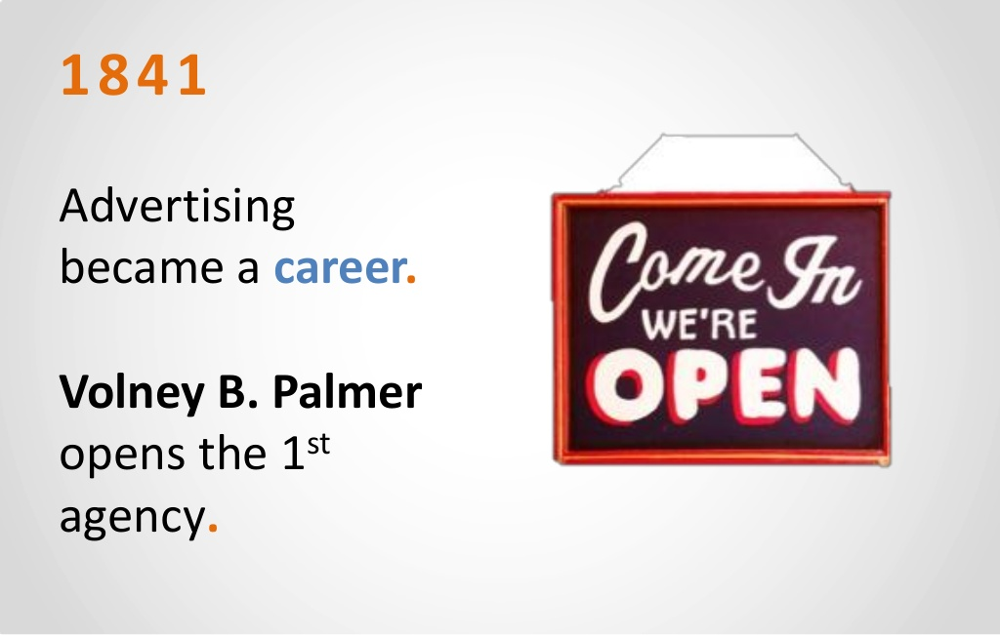 1841
Advertising
became a career.
Volney B. Palmer
opens the 1st
agency.
Come In
WE'RE
OPEN